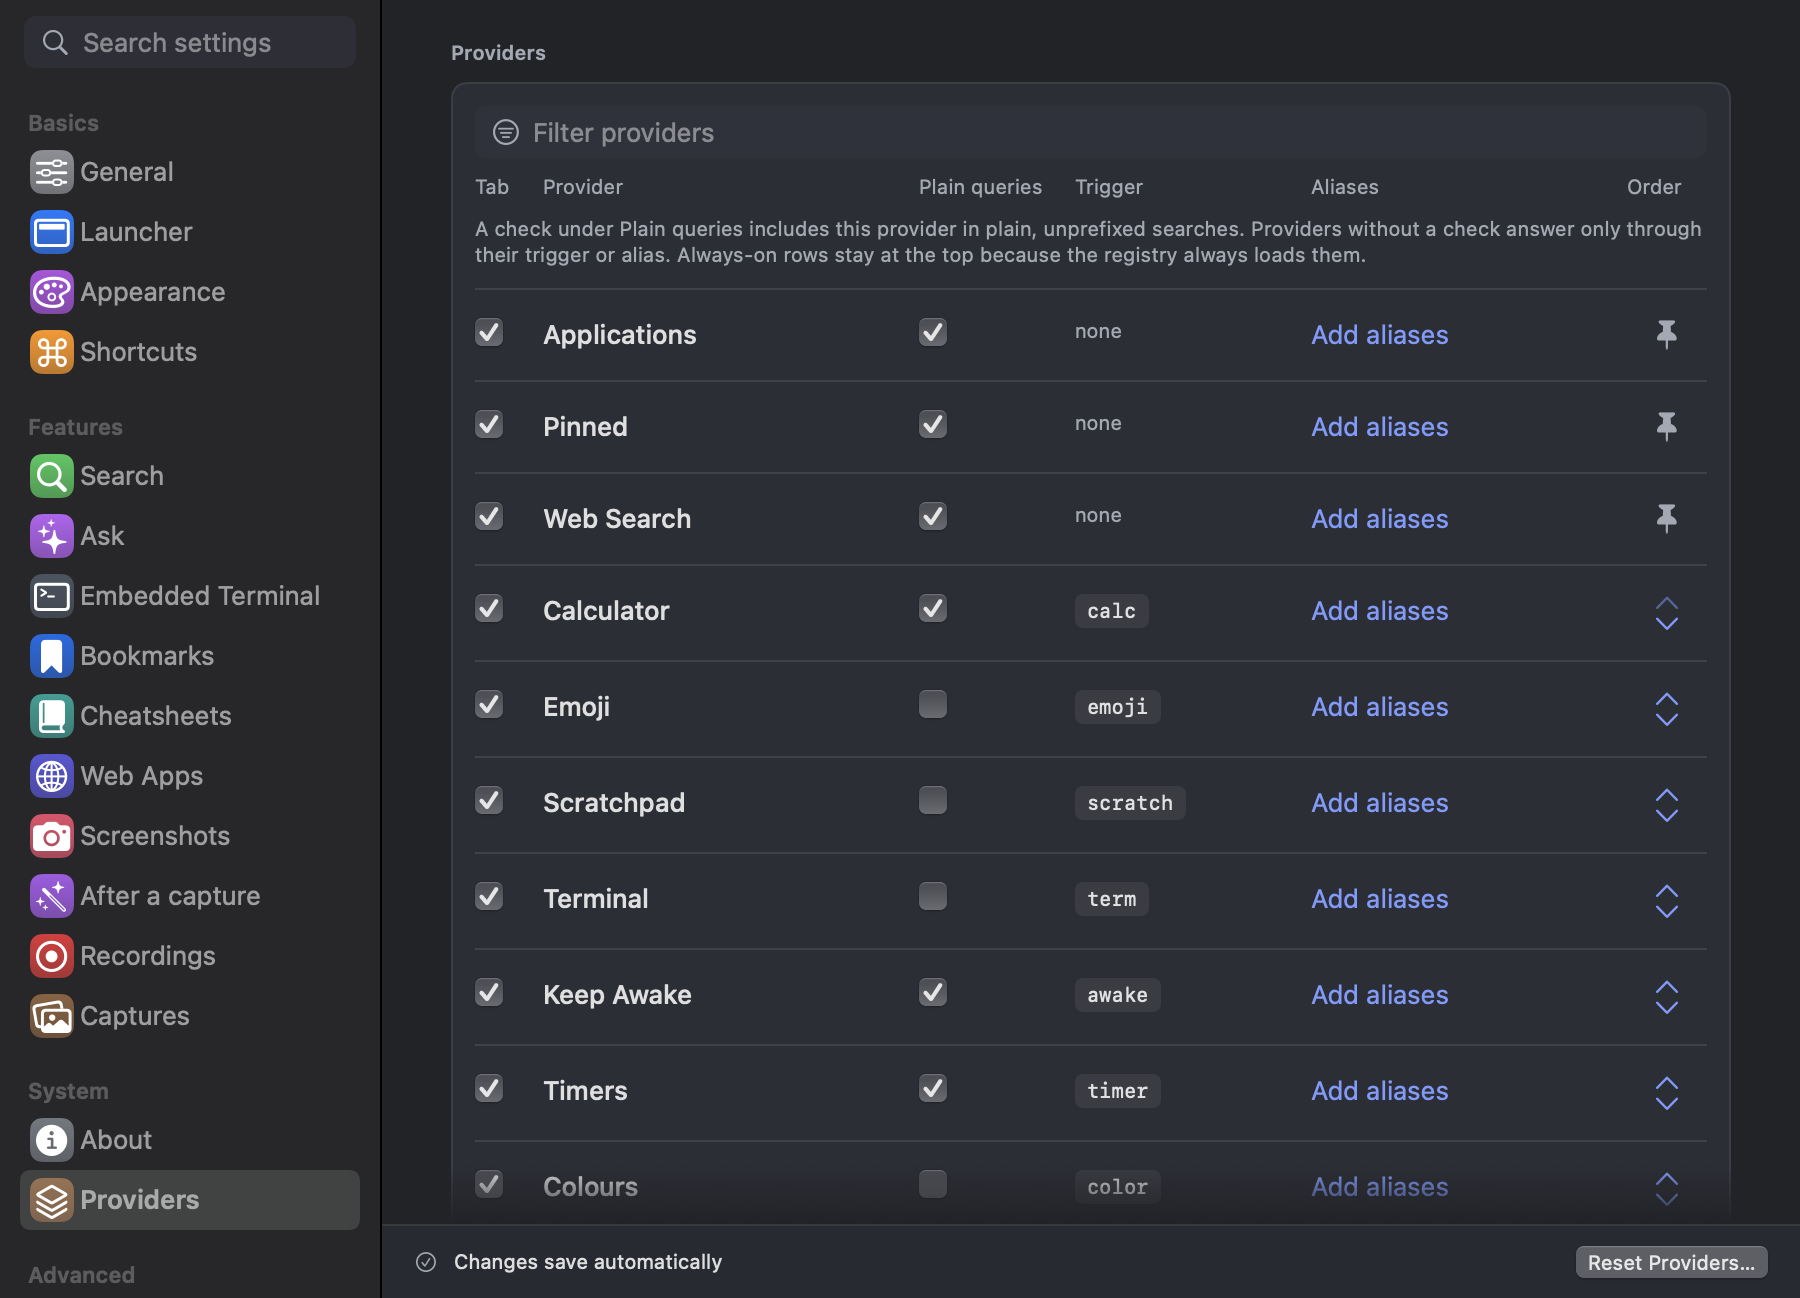 Search settings
Basics
General
Launcher
Appearance
Shortcuts
Features
Search
Ask
Embedded Terminal
Bookmarks
Cheatsheets
Web Apps
Screenshots
After a capture
Recordings
Captures
System
About
Providers
Advanced
Providers
Filter providers
Tab Provider Plain queries Trigger Aliases Order
A check under Plain queries includes this provider in plain, unprefixed searches. Providers without a check answer only through
their trigger or alias. Always-on rows stay at the top because the registry always loads them.
Applications none Add aliases
Pinned none Add aliases
Web Search none Add aliases
Calculator calc Add aliases
Emoji emoji Add aliases
Scratchpad scratch Add aliases
Terminal term Add aliases
Keep Awake awake Add aliases
Timers timer Add aliases
Colours color Add aliases
Changes save automatically
Reset Providers...